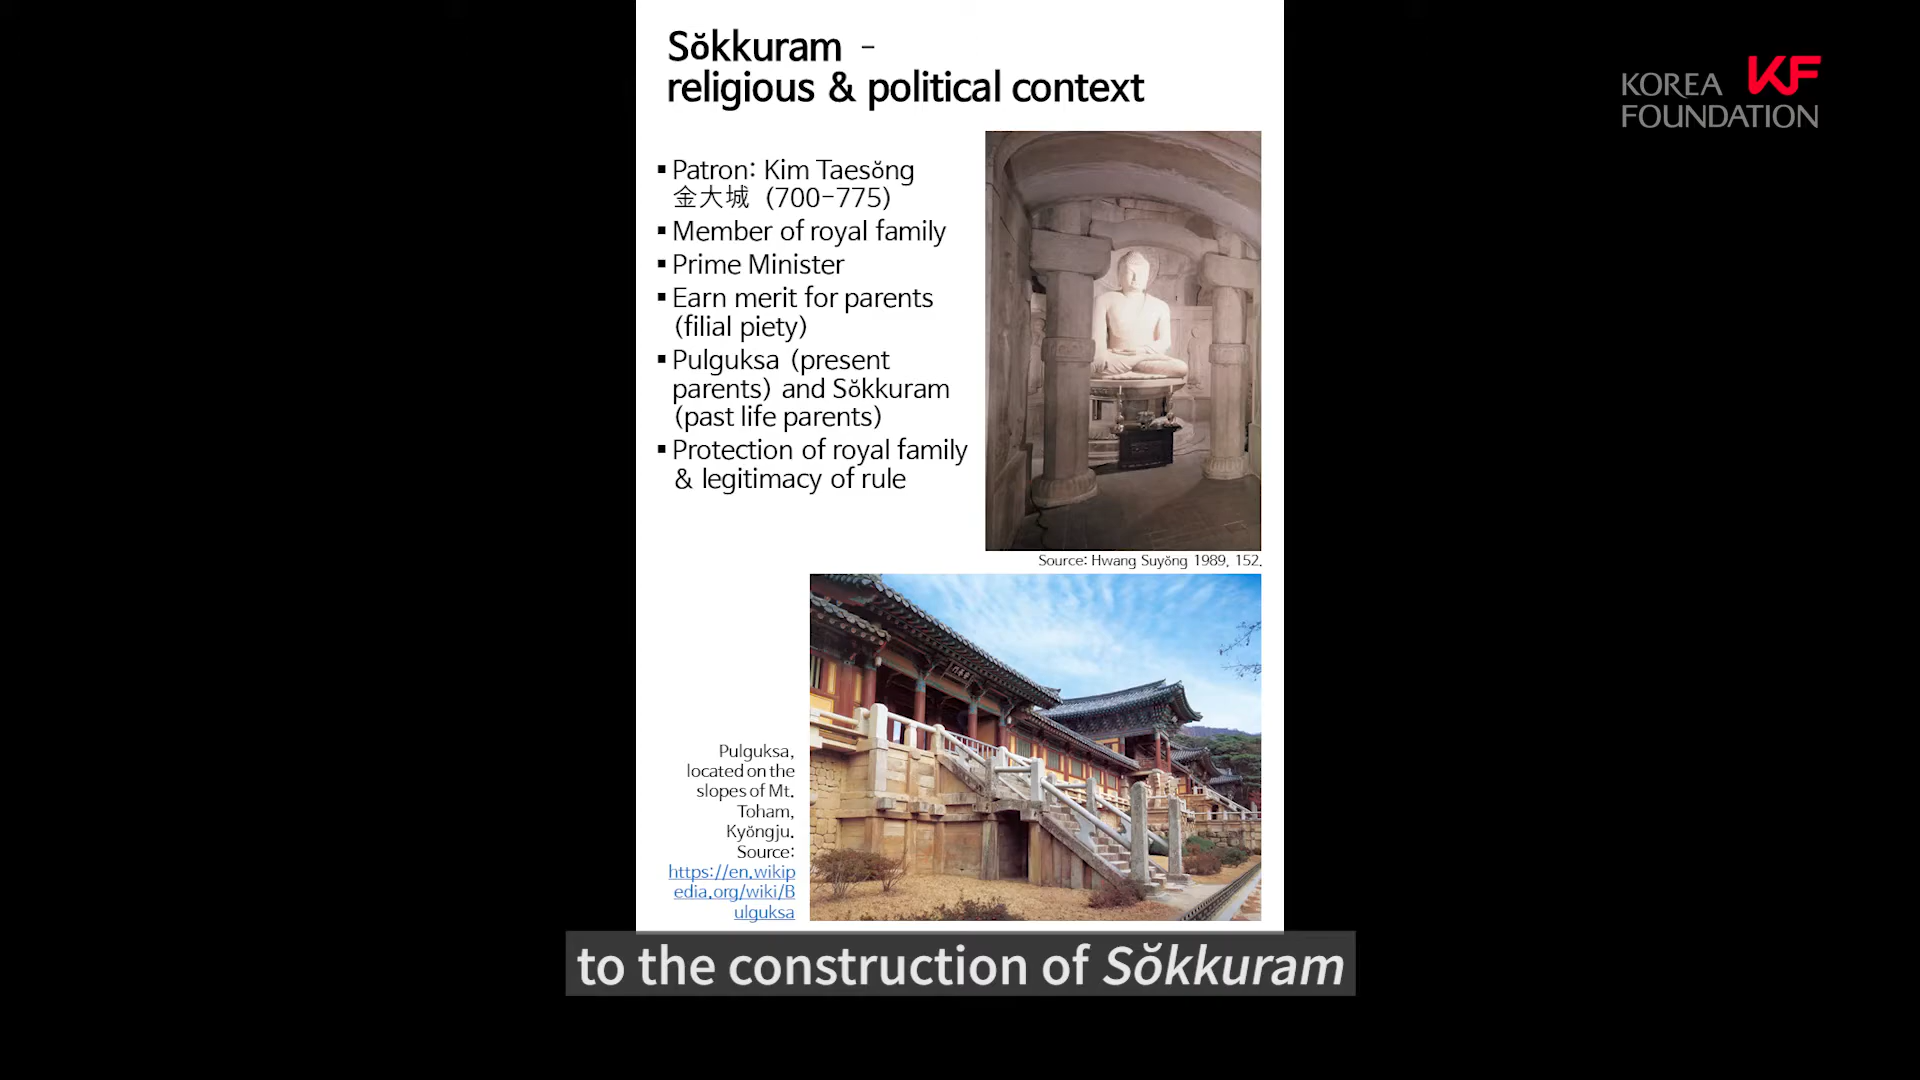 Sŏkkuram -
religious & political context
KOREA KF
FOUNDATION
▪ Patron: Kim Taesŏng
金大城 (700-775)
▪ Member of royal family
▪ Prime Minister
▪ Earn merit for parents
(filial piety)
▪ Pulguksa (present
parents) and Sŏkkuram
(past life parents)
▪ Protection of royal family
& legitimacy of rule
Source: Hwang Suyŏng 1989, 152.
Pulguksa,
located on the
slopes of Mt.
Toham,
Kyŏngju.
Source:
https://en.wikip
edia.org/wiki/B
ulguksa
to the construction of Sŏkkuram